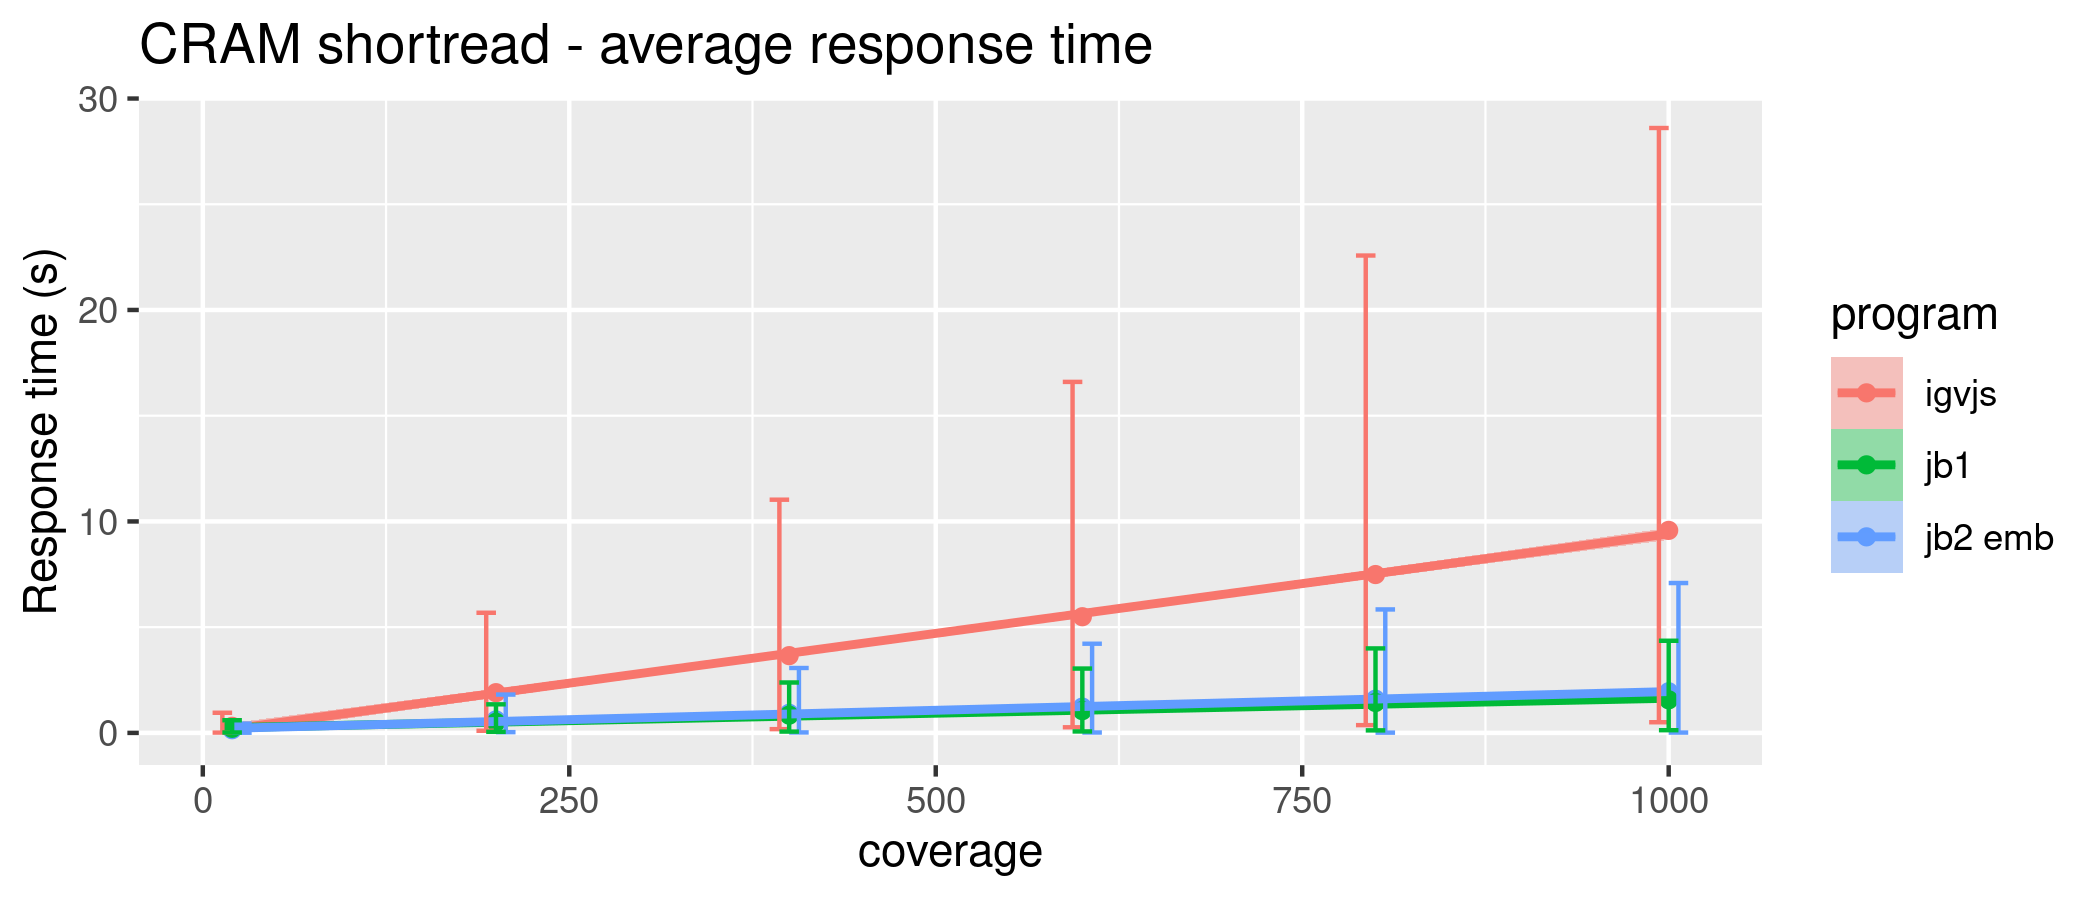 CRAM shortread - average response time
Response time (s)
30
20
10
0
0 250 500 750 1000
coverage
program
igvjs
jb1
jb2 emb